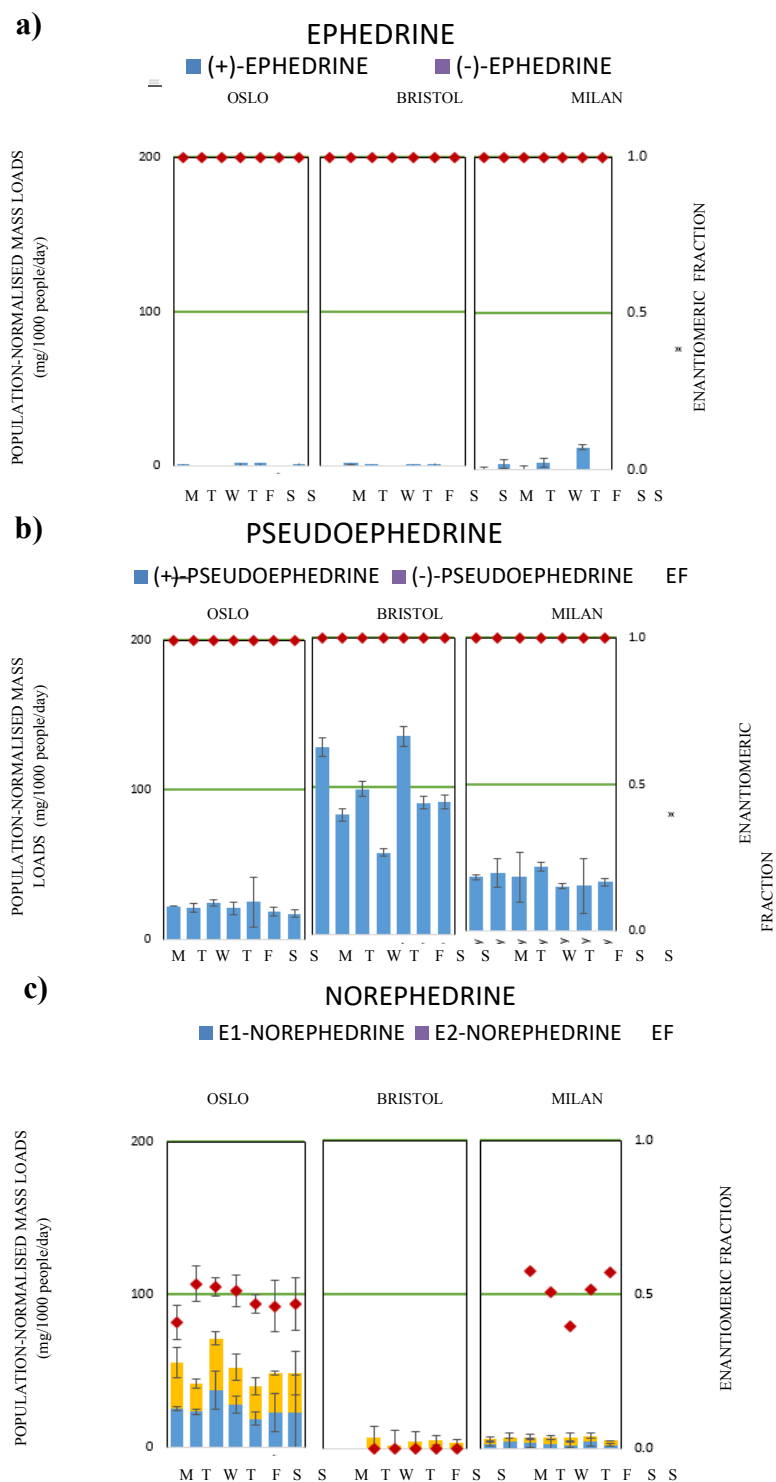 a)
EPHEDRINE
(+)-EPHEDRINE (-)-EPHEDRINE
OSLO BRISTOL MILAN
POPULATION-NORMALISED MASS LOADS
(mg/1000 people/day)
200
100
0
1.0
0.5
0.0
ENANTIOMERIC FRACTION
M T W T F S S M T W T F S S M T W T F S S
b)
PSEUDOEPHEDRINE
(+)-PSEUDOEPHEDRINE (-)-PSEUDOEPHEDRINE EF
OSLO BRISTOL MILAN
POPULATION-NORMALISED MASS
LOADS (mg/1000 people/day)
200
100
0
1.0
0.5
0.0
ENANTIOMERIC
FRACTION
M T W T F S S M T W T F S S M T W T F S S
c)
NOREPHEDRINE
E1-NOREPHEDRINE E2-NOREPHEDRINE EF
OSLO BRISTOL MILAN
POPULATION-NORMALISED MASS LOADS
(mg/1000 people/day)
200
100
0
1.0
0.5
0.0
ENANTIOMERIC FRACTION
M T W T F S S M T W T F S S M T W T F S S